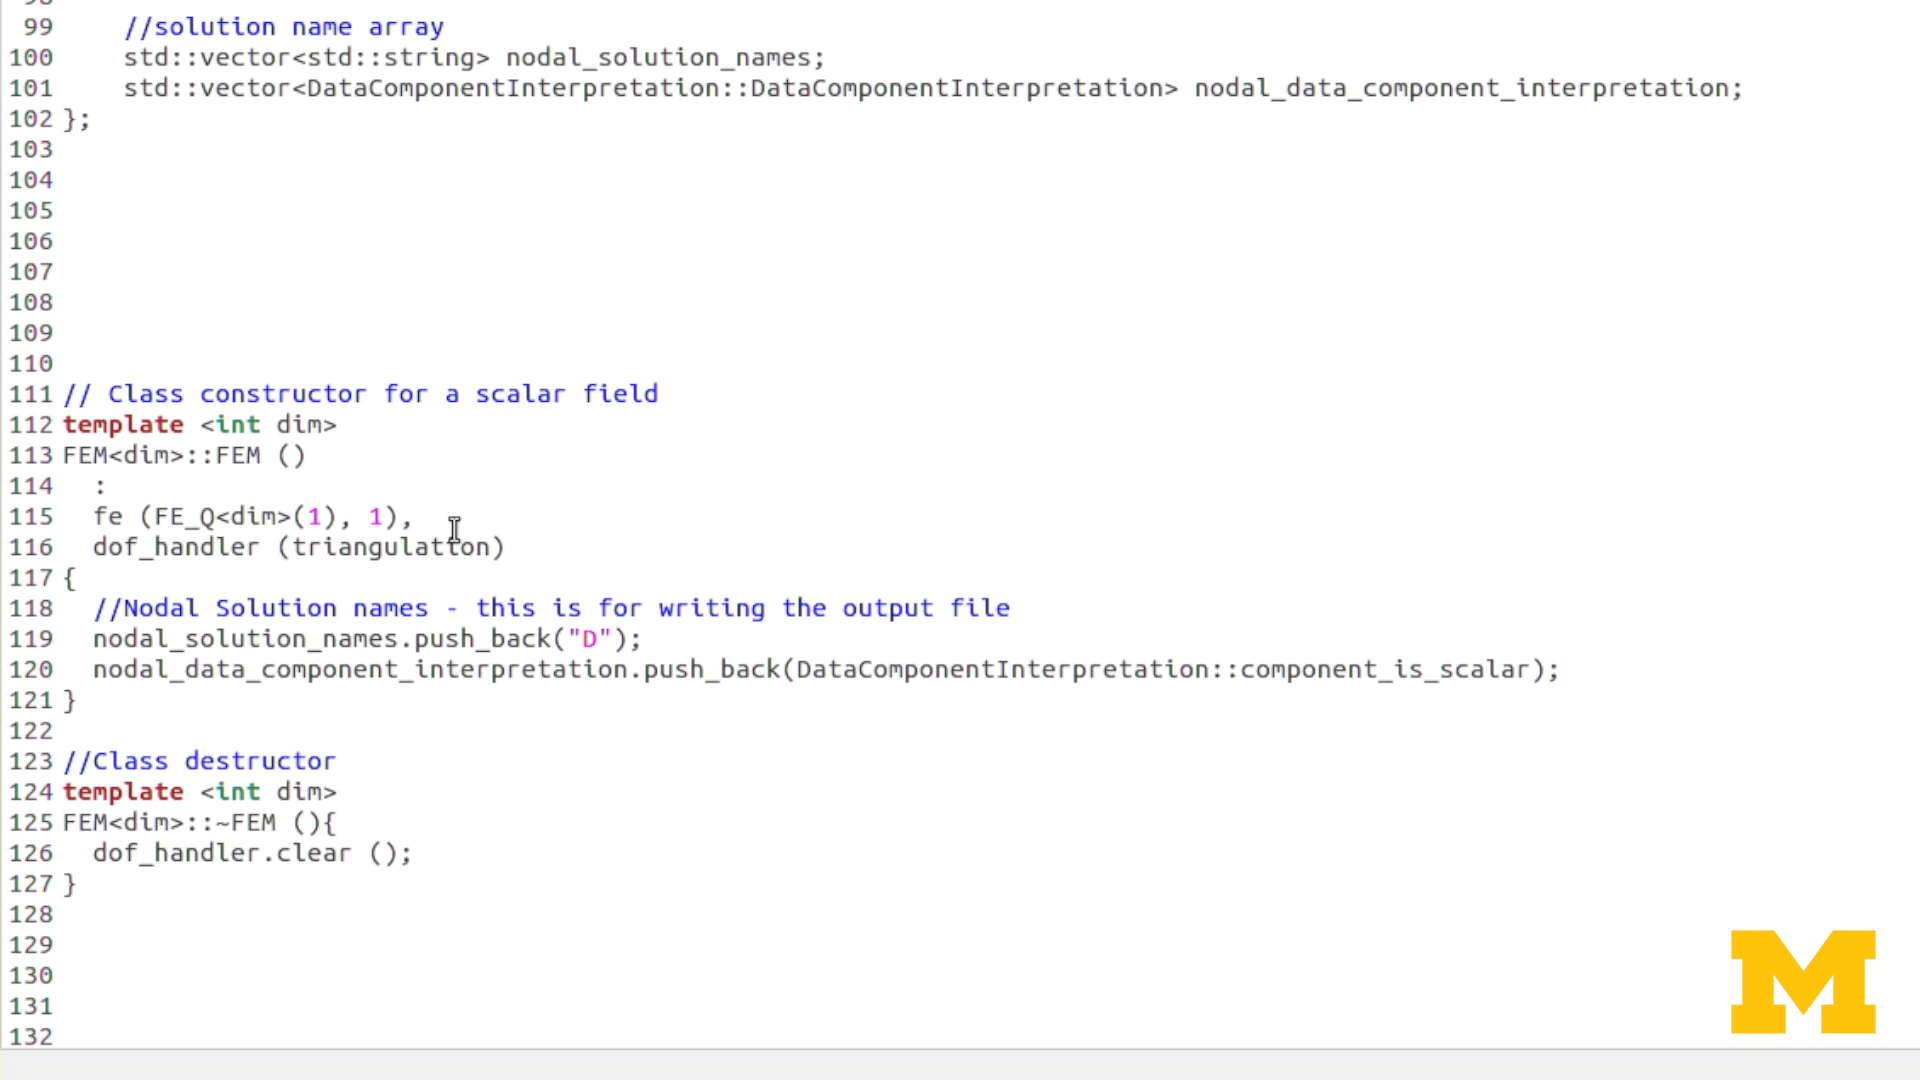 99 //solution name array
100 std::vector<std::string> nodal_solution_names;
101 std::vector<DataComponentInterpretation::DataComponentInterpretation> nodal_data_component_interpretation;
102 };
103
104
105
106
107
108
109
110
111 // Class constructor for a scalar field
112 template <int dim>
113 FEM<dim>::FEM ()
114 :
115 fe (FE_Q<dim>(1), 1),
116 dof_handler (triangulation)
117 {
118 //Nodal Solution names - this is for writing the output file
119 nodal_solution_names.push_back("D");
120 nodal_data_component_interpretation.push_back(DataComponentInterpretation::component_is_scalar);
121 }
122
123 //Class destructor
124 template <int dim>
125 FEM<dim>::~FEM (){
126 dof_handler.clear ();
127 }
128
129
130
131
132
M